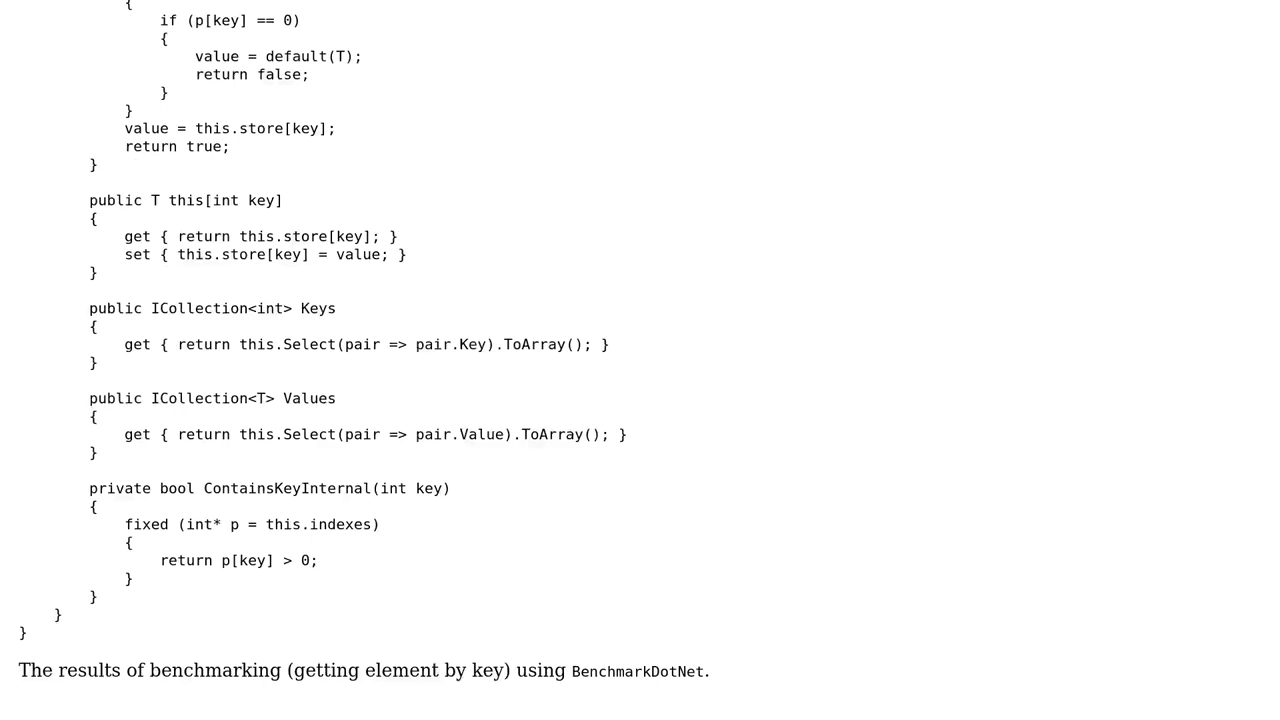 {
if (p[key] == 0)
{
value = default(T);
return false;
}
}
value = this.store[key];
return true;
}
public T this[int key]
{
get { return this.store[key]; }
set { this.store[key] = value; }
}
public ICollection<int> Keys
{
get { return this.Select(pair => pair.Key).ToArray(); }
}
public ICollection<T> Values
{
get { return this.Select(pair => pair.Value).ToArray(); }
}
private bool ContainsKeyInternal(int key)
{
fixed (int* p = this.indexes)
{
return p[key] > 0;
}
}
}
}
The results of benchmarking (getting element by key) using BenchmarkDotNet.